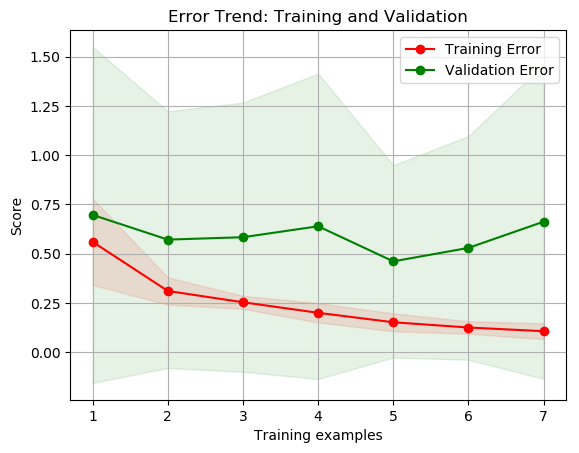 Error Trend: Training and Validation
Training Error
Validation Error
1.50
1.25
1.00
0.75
0.50
0.25
0.00
Score
1 2 3 4 5 6 7
Training examples